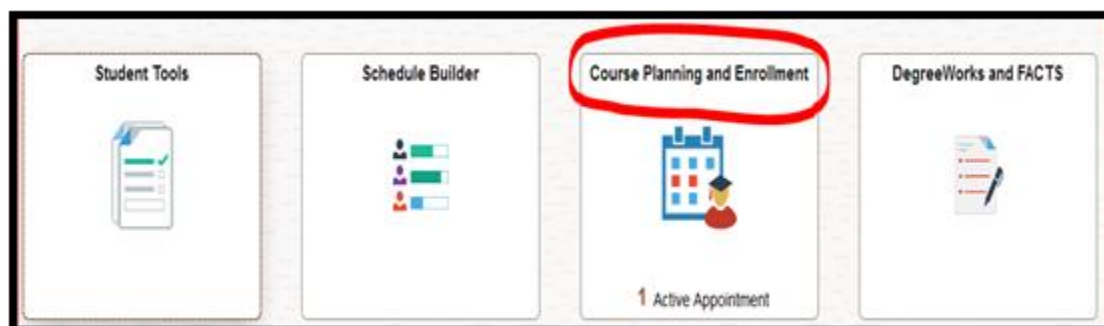 Student Tools
Schedule Builder
Course Planning and Enrollment
DegreeWorks and FACTS
1 Active Appointment